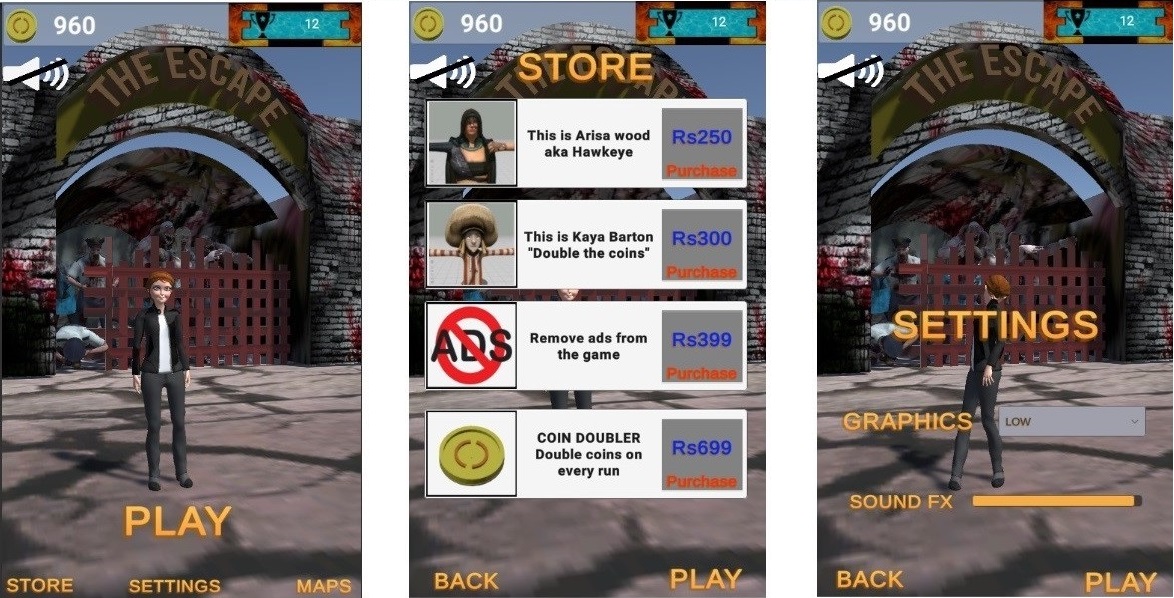 960
12
THE ESCAPE
PLAY
STORE
SETTINGS
MAPS
960
12
STORE
This is Arisa wood
aka Hawkeye
Rs250
Purchase
This is Kaya Barton
"Double the coins"
Rs300
Purchase
ADS
Remove ads from
the game
Rs399
Purchase
COIN DOUBLER
Double coins on
every run
Rs699
Purchase
BACK
PLAY
960
12
THE ESCAPE
SETTINGS
GRAPHICS
LOW
SOUND FX
BACK
PLAY